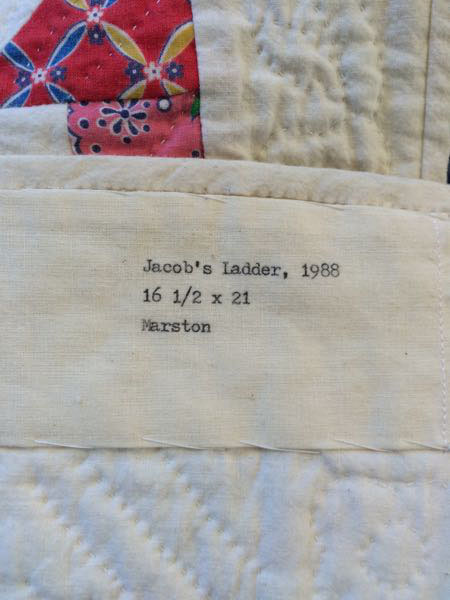 Jacob's Ladder, 1988
16 1/2 x 21
Marston